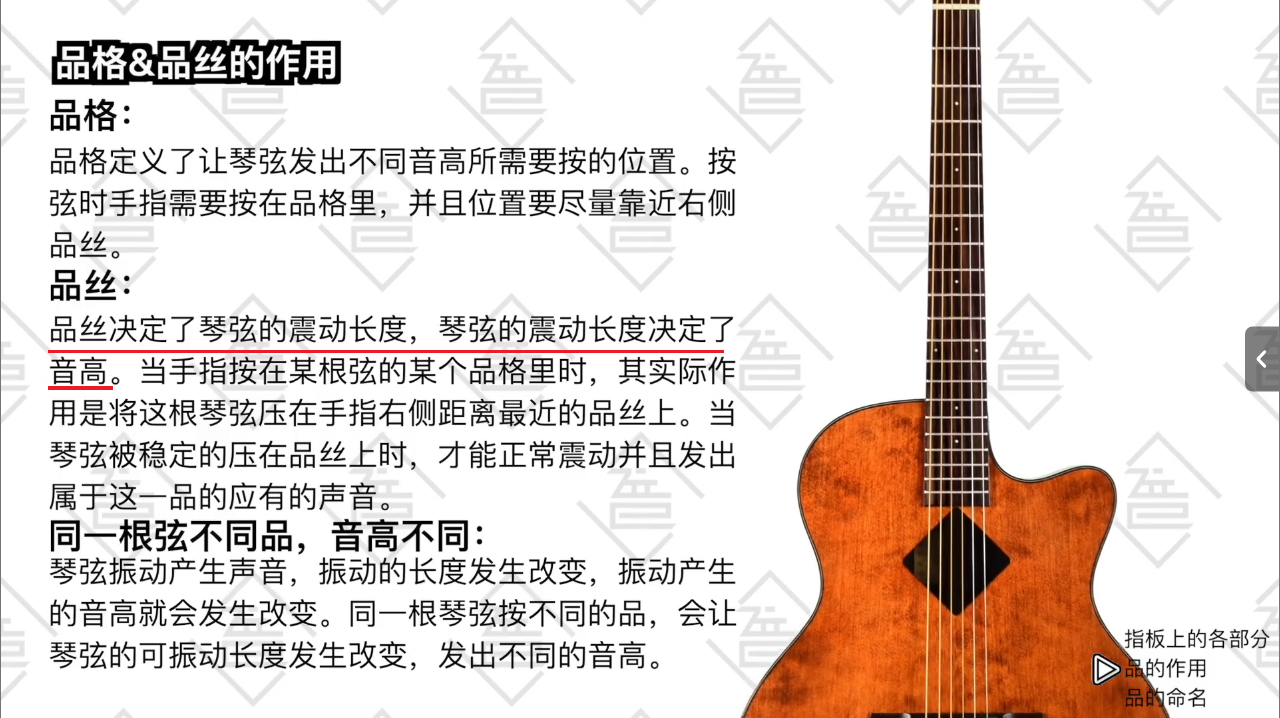 品格&品丝的作用
品格：
品格定义了让琴弦发出不同音高所需要按的位置。按
弦时手指需要按在品格里，并且位置要尽量靠近右侧
品丝。
品丝：
品丝决定了琴弦的震动长度，琴弦的震动长度决定了
音高。当手指按在某根弦的某个品格里时，其实际作
用是将这根琴弦压在手指右侧距离最近的品丝上。当
琴弦被稳定的压在品丝上时，才能正常震动并且发出
属于这一品的应有的声音。
同一根弦不同品，音高不同：
琴弦振动产生声音，振动的长度发生改变，振动产生
的音高就会发生改变。同一根琴弦按不同的品，会让
琴弦的可振动长度发生改变，发出不同的音高。
指板上的各部分
品的作用
品的命名